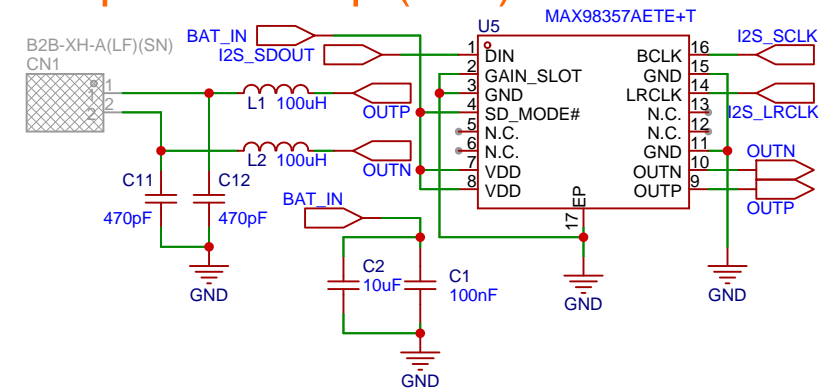 B2B-XH-A(LF)(SN)
CN1
1
2
1
2
BAT_IN
I2S_SDOUT
L1 100uH
OUTP
L2 100uH
OUTN
C11
470pF
C12
470pF
GND
BAT_IN
C2
10uF
C1
100nF
GND
U5
MAX98357AETE+T
1 DIN
2 GAIN_SLOT
3 GND
4 SD_MODE#
5 N.C.
6 N.C.
7 VDD
8 VDD
17 EP
BCLK 16
GND 15
LRCLK 14
N.C. 13
N.C. 12
GND 11
OUTN 10
OUTP 9
I2S_SCLK
I2S_LRCLK
OUTN
OUTP
GND
GND